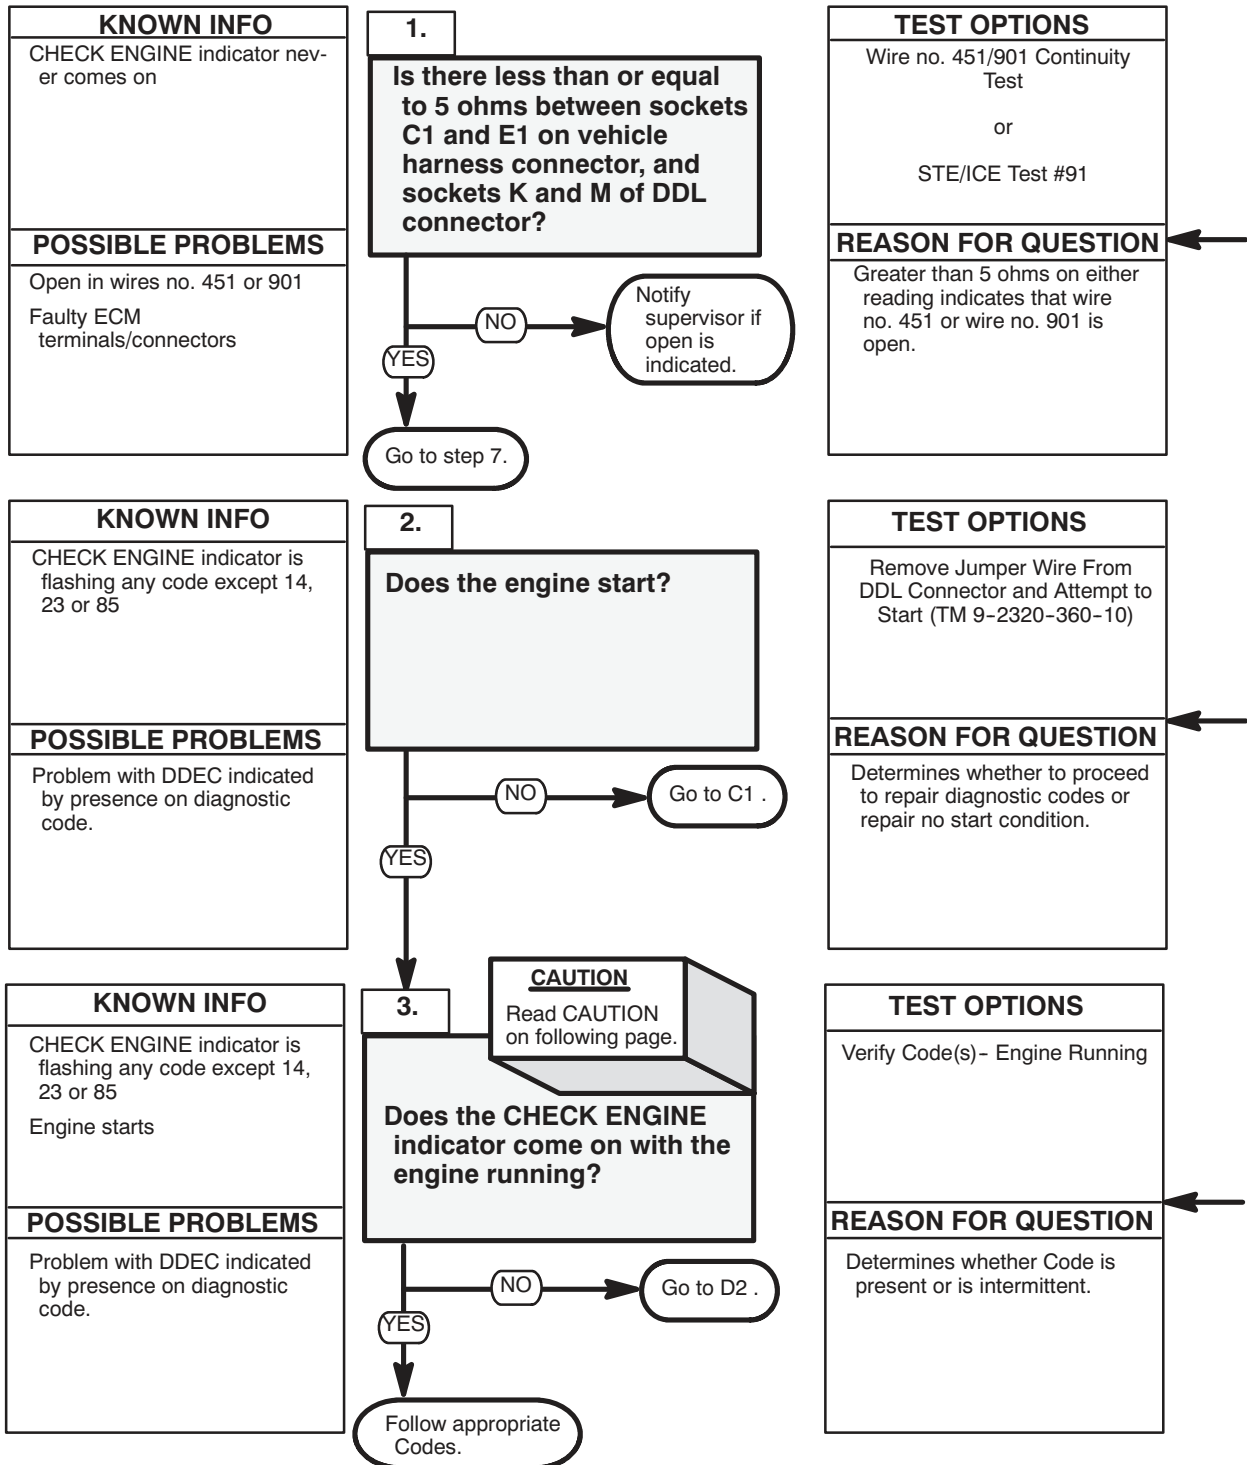 KNOWN INFO
CHECK ENGINE indicator nev-
er comes on
POSSIBLE PROBLEMS
Open in wires no. 451 or 901
Faulty ECM
terminals/connectors
1.
Is there less than or equal
to 5 ohms between sockets
C1 and E1 on vehicle
harness connector, and
sockets K and M of DDL
connector?
NO
Notify
supervisor if
open is
indicated.
YES
Go to step 7.
TEST OPTIONS
Wire no. 451/901 Continuity
Test
or
STE/ICE Test #91
REASON FOR QUESTION
Greater than 5 ohms on either
reading indicates that wire
no. 451 or wire no. 901 is
open.
KNOWN INFO
CHECK ENGINE indicator is
flashing any code except 14,
23 or 85
POSSIBLE PROBLEMS
Problem with DDEC indicated
by presence on diagnostic
code.
2.
Does the engine start?
NO
Go to C1 .
YES
TEST OPTIONS
Remove Jumper Wire From
DDL Connector and Attempt to
Start (TM 9-2320-360-10)
REASON FOR QUESTION
Determines whether to proceed
to repair diagnostic codes or
repair no start condition.
KNOWN INFO
CHECK ENGINE indicator is
flashing any code except 14,
23 or 85
Engine starts
POSSIBLE PROBLEMS
Problem with DDEC indicated
by presence on diagnostic
code.
3.
CAUTION
Read CAUTION
on following page.
Does the CHECK ENGINE
indicator come on with the
engine running?
NO
Go to D2 .
YES
Follow appropriate
Codes.
TEST OPTIONS
Verify Code(s)- Engine Running
REASON FOR QUESTION
Determines whether Code is
present or is intermittent.